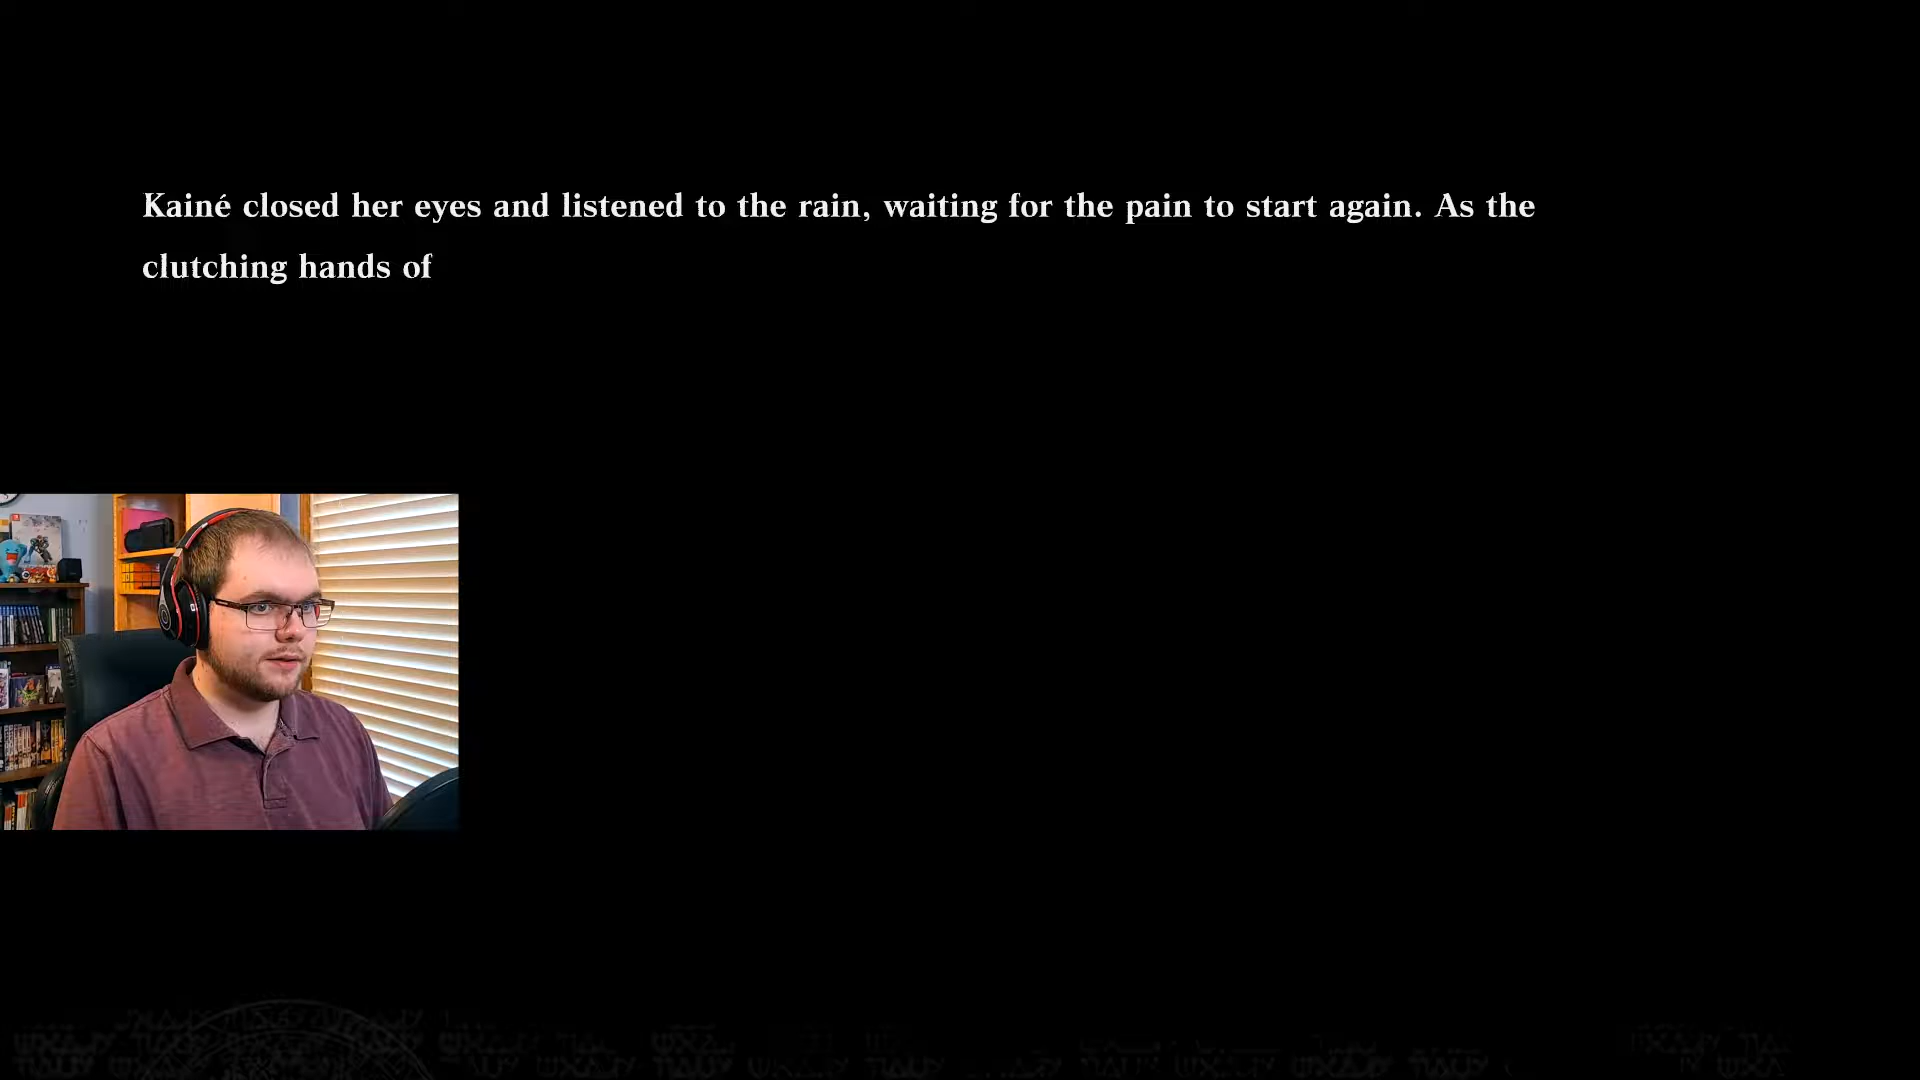 Kainé closed her eyes and listened to the rain, waiting for the pain to start again. As the
clutching hands of